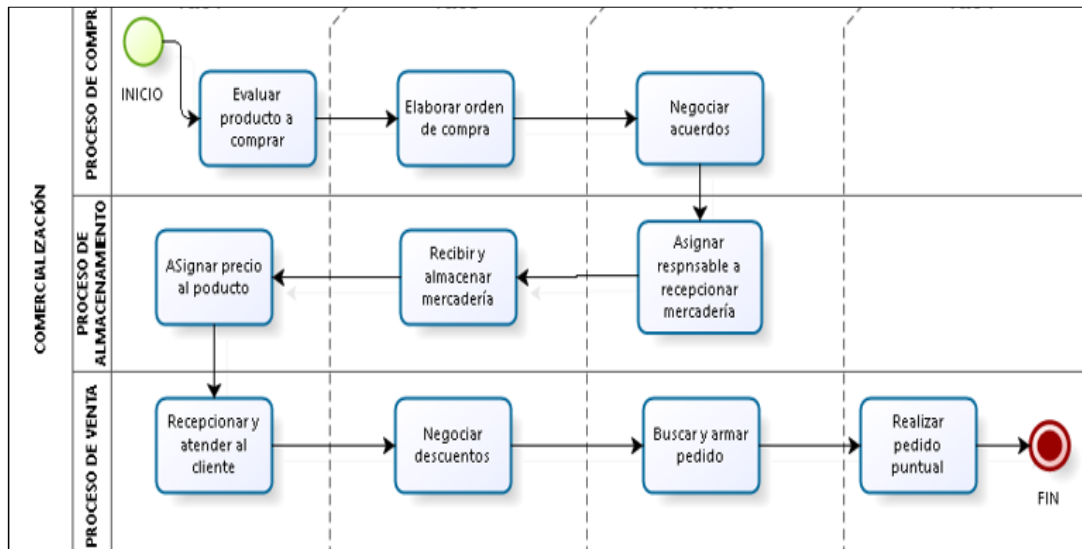 COMERCIALIZACIÓN
PROCESO DE COMPR
INICIO
Evaluar
producto a
comprar
Elaborar orden
de compra
Negociar
acuerdos
PROCESO DE
ALMACENAMIENTO
ASignar precio
al poducto
Recibir y
almacenar
mercadería
Asignar
respnsable a
recepcionar
mercadería
PROCESO DE VENTA
Recepcionar y
atender al
cliente
Negociar
descuentos
Buscar y armar
pedido
Realizar
pedido
puntual
FIN